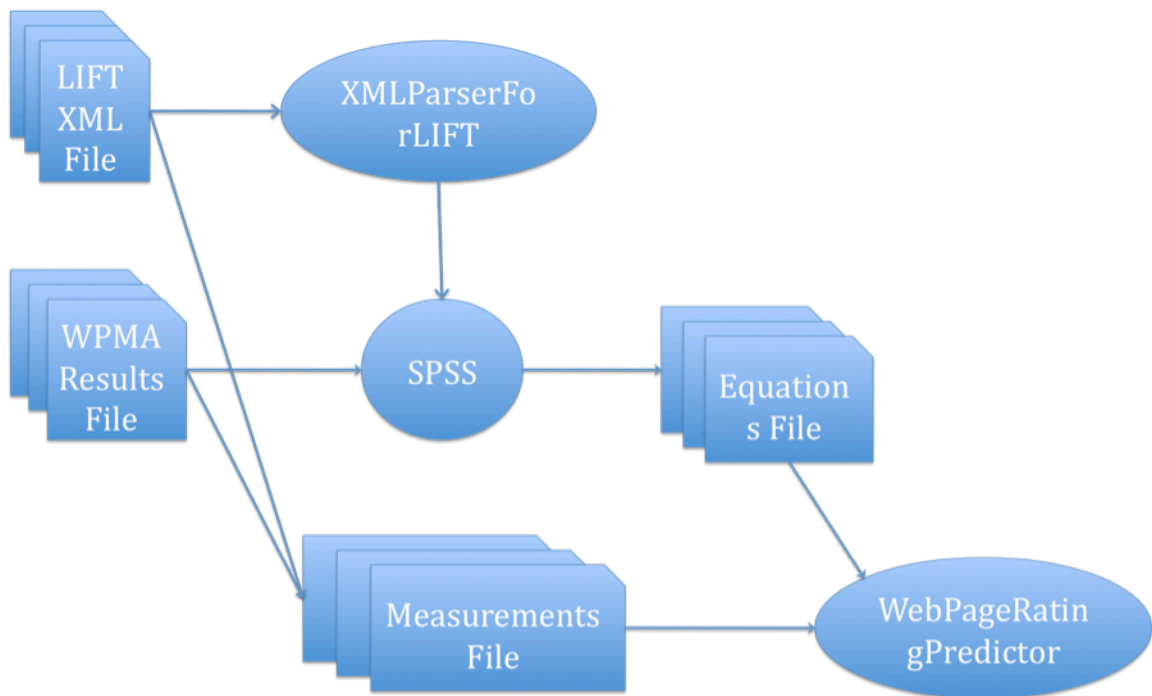 LIFT
XML
File
XMLParserFo
rLIFT
WPMA
Results
File
SPSS
Equation
s File
Measurements
File
WebPageRatin
gPredictor